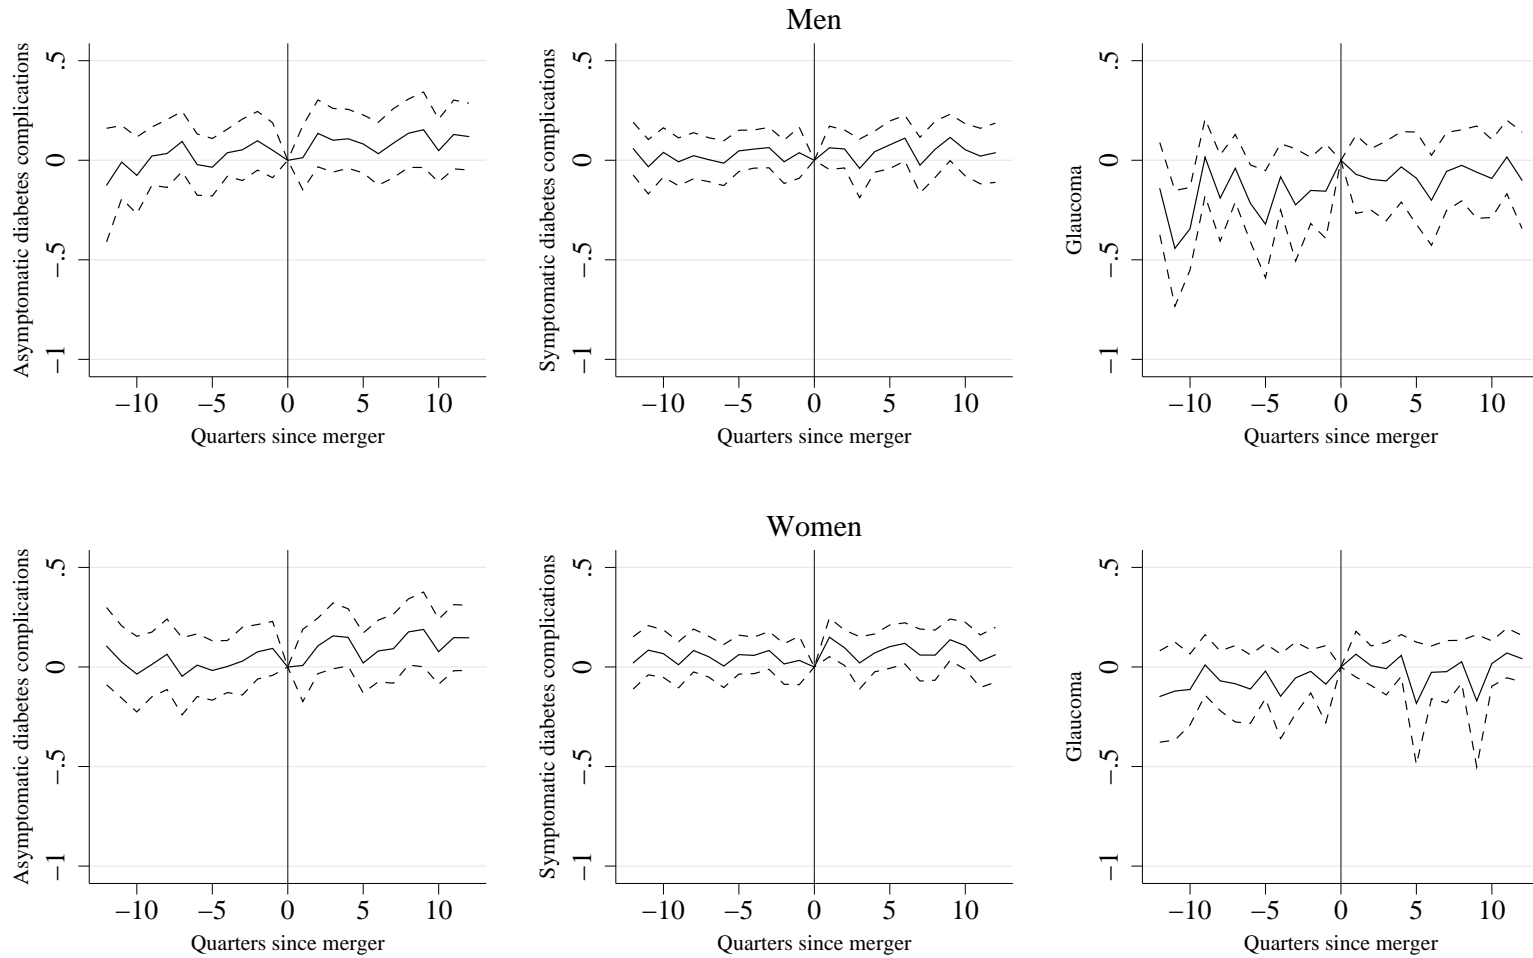 Men
Asymptomatic diabetes complications
.5
0
−.5
−1
−10 −5 0 5 10
Quarters since merger
Symptomatic diabetes complications
.5
0
−.5
−1
−10 −5 0 5 10
Quarters since merger
Glaucoma
.5
0
−.5
−1
−10 −5 0 5 10
Quarters since merger
Women
Asymptomatic diabetes complications
.5
0
−.5
−1
−10 −5 0 5 10
Quarters since merger
Symptomatic diabetes complications
.5
0
−.5
−1
−10 −5 0 5 10
Quarters since merger
Glaucoma
.5
0
−.5
−1
−10 −5 0 5 10
Quarters since merger